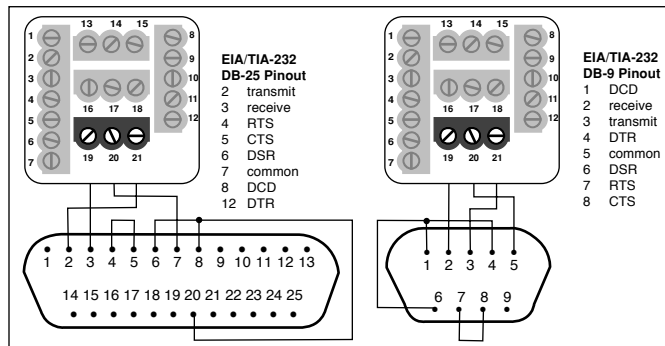 13 14 15
1 8
2 9
3 10
4 11
5 12
6 16 17 18
7 19 20 21
EIA/TIA-232
DB-25 Pinout
2 transmit
3 receive
4 RTS
5 CTS
6 DSR
7 common
8 DCD
12 DTR
1 2 3 4 5 6 7 8 9 10 11 12 13
14 15 16 17 18 19 20 21 22 23 24 25
13 14 15
1 8
2 9
3 10
4 11
5 12
6 16 17 18
7 19 20 21
EIA/TIA-232
DB-9 Pinout
1 DCD
2 receive
3 transmit
4 DTR
5 common
6 DSR
7 RTS
8 CTS
1 2 3 4 5
6 7 8 9